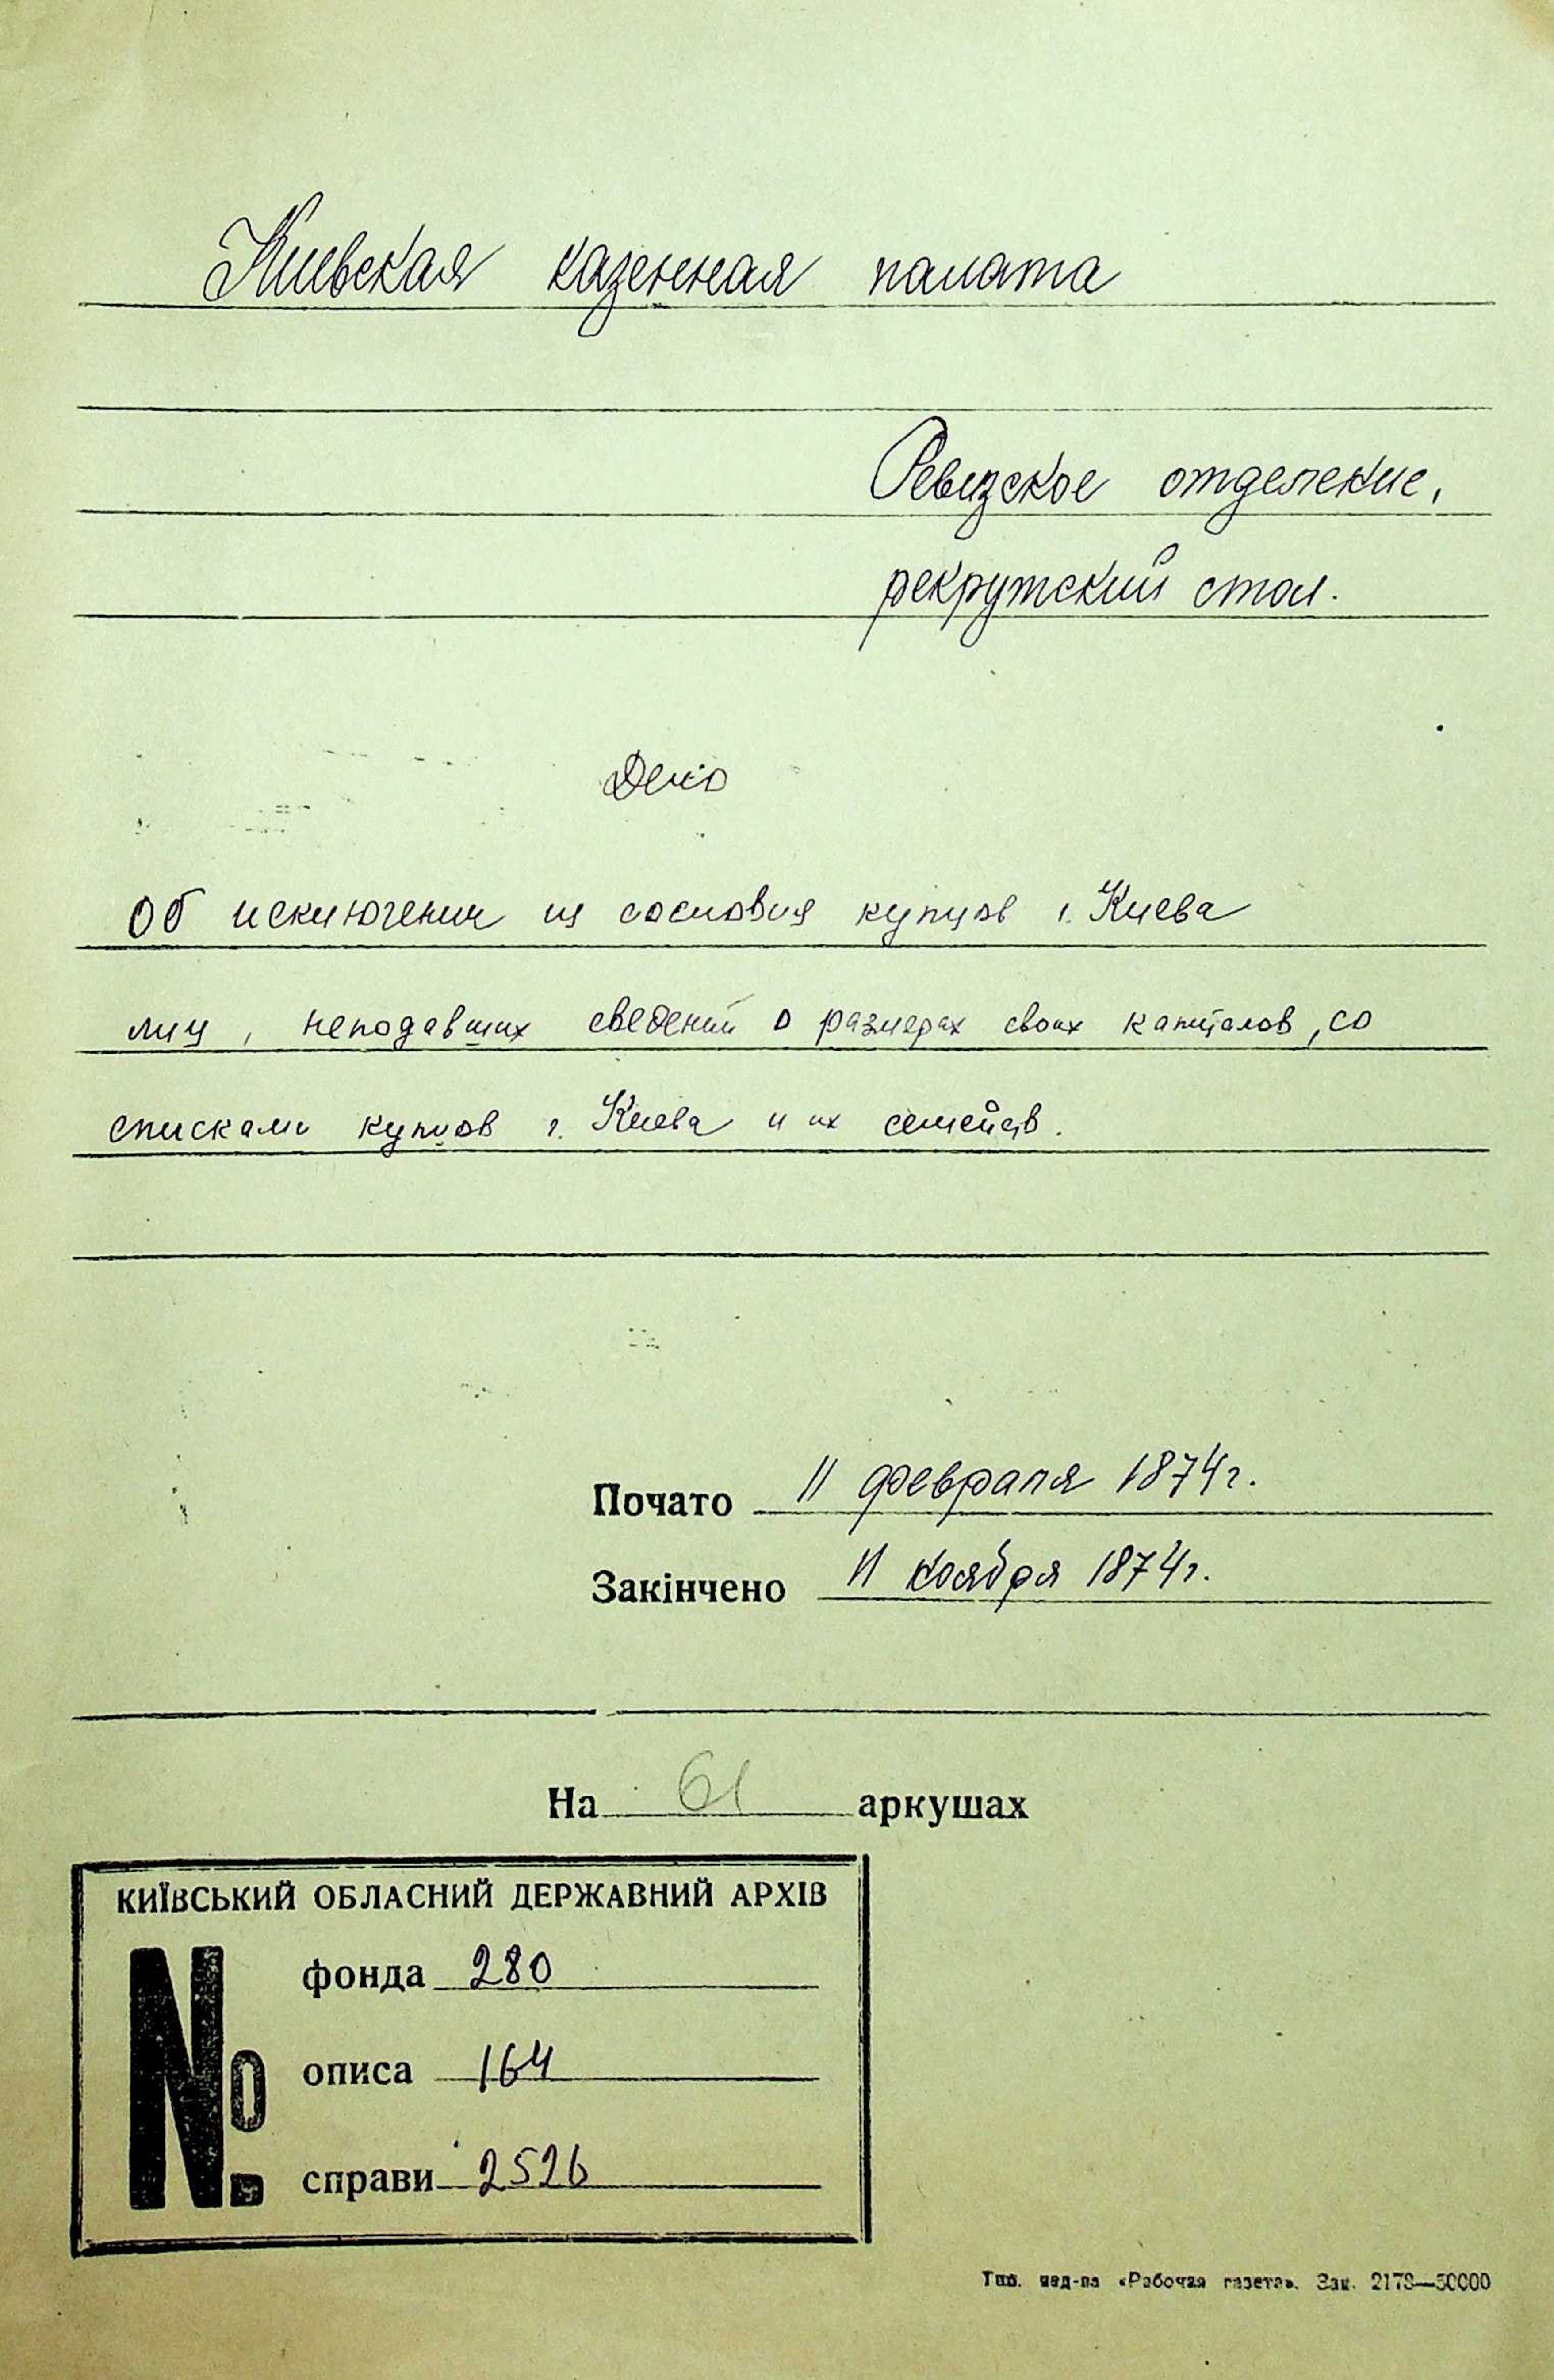 Киевская казенная палата
Ревизское отделение,
рекрутский стол.
Дело
Об исключении из сословия купцов г. Киева
лиц, неподавших сведений о размерах своих капиталов, со
списками купцов г. Киева и их семейств.
Почато 11 февраля 1874 г.
Закінчено 11 ноября 1874 г.
На 61 аркушах
КИЇВСЬКИЙ ОБЛАСНИЙ ДЕРЖАВНИЙ АРХІВ
№
фонда 280
описа 164
справи 2526
Тип. изд-ва «Рабочая газета». Зак. 2178—50000